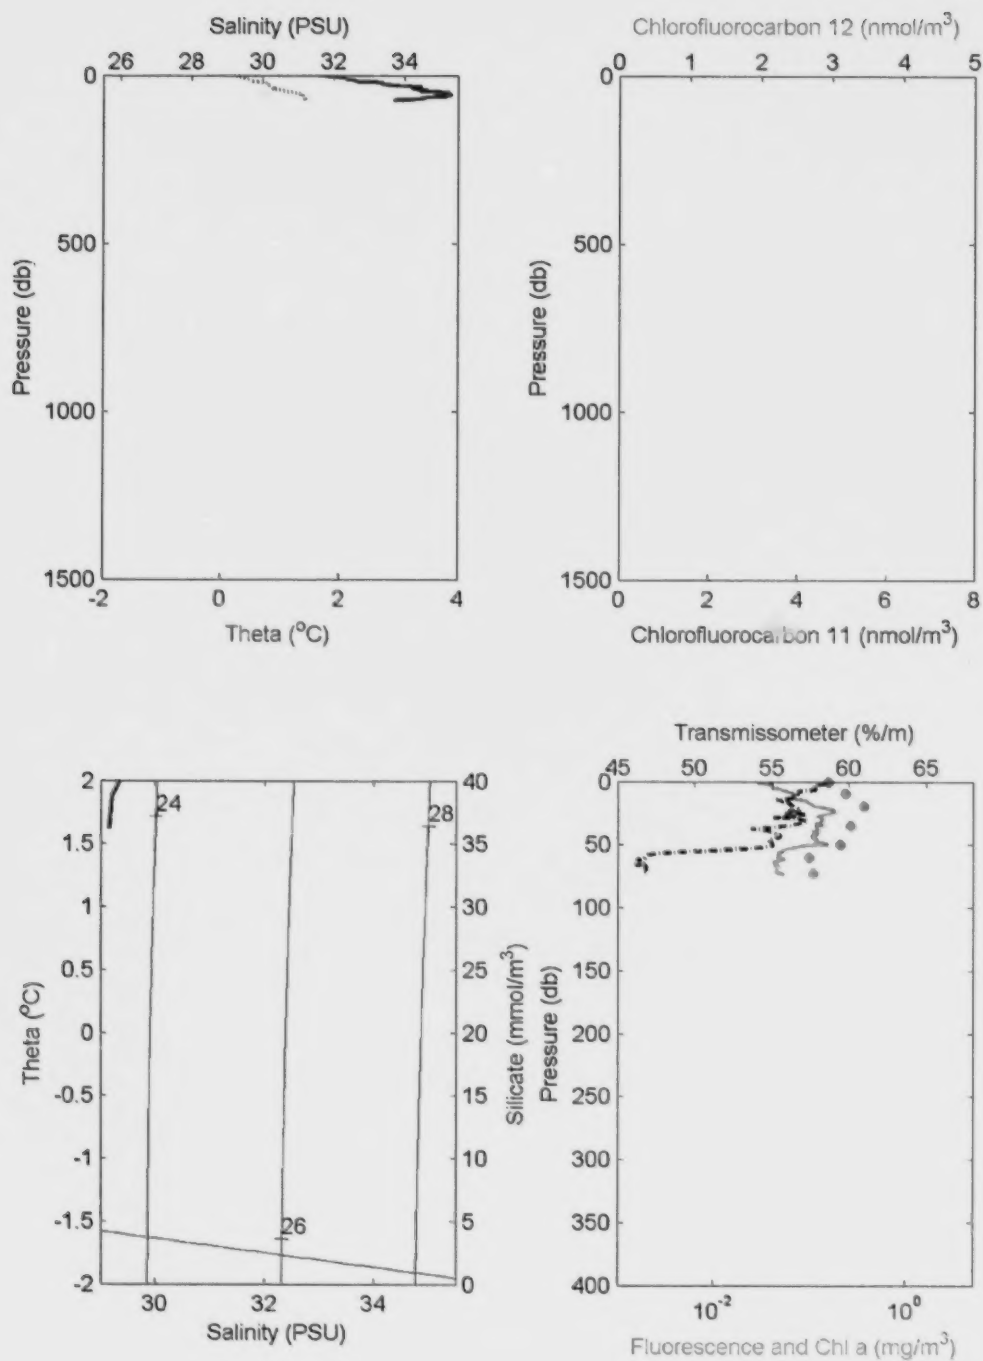 Salinity (PSU)
26 28 30 32 34
0
500
1000
1500
Pressure (db)
-2 0 2 4
Theta (°C)
Chlorofluorocarbon 12 (nmol/m³)
0 1 2 3 4 5
0
500
1000
1500
Pressure (db)
0 2 4 6 8
Chlorofluorocarbon 11 (nmol/m³)
2
1.5
1
0.5
0
-0.5
-1
-1.5
-2
Theta (°C)
24
28
26
40
35
30
25
20
15
10
5
0
Silicate (mmol/m³)
30 32 34
Salinity (PSU)
Transmissometer (%/m)
45 50 55 60 65
0
50
100
150
200
250
300
350
400
Pressure (db)
10⁻² 10⁰
Fluorescence and Chl a (mg/m³)